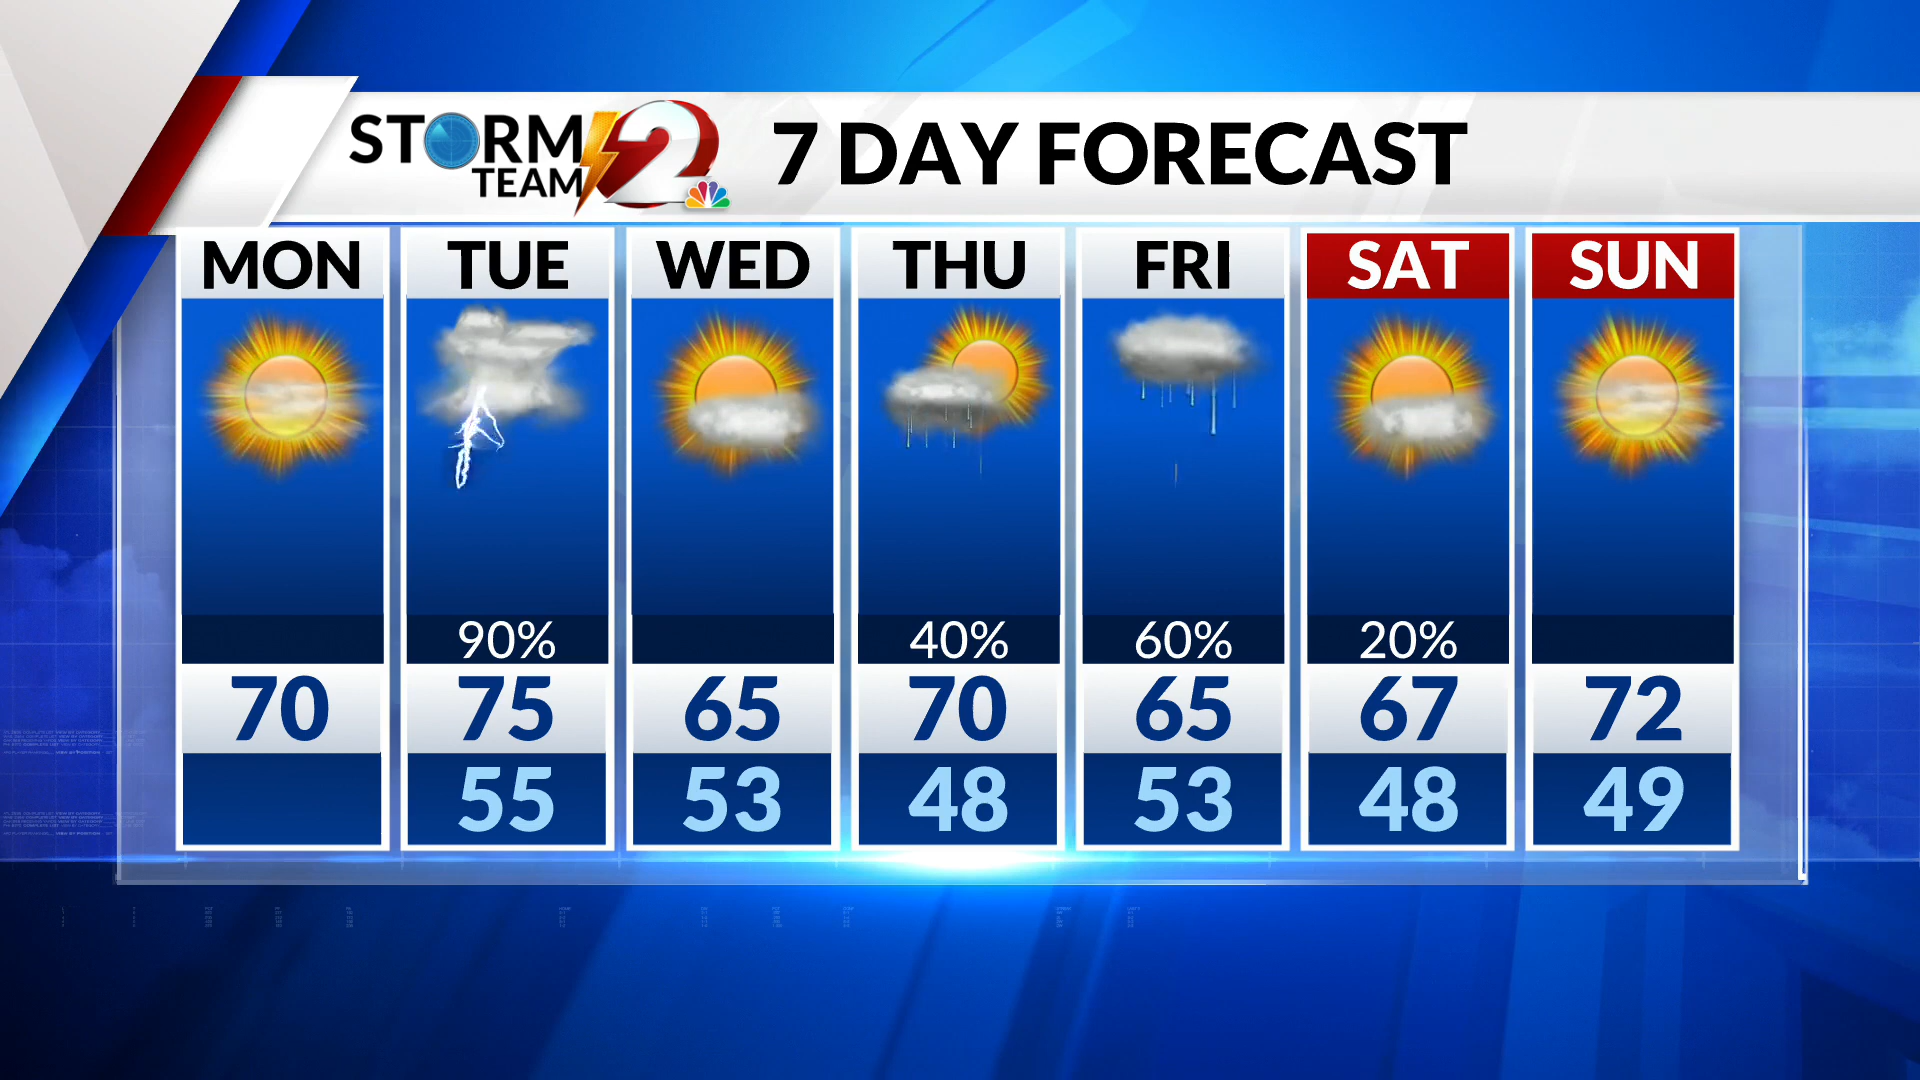 STORM
TEAM
2
7 DAY FORECAST
MON TUE WED THU FRI SAT SUN
90% 40% 60% 20%
70 75 65 70 65 67 72
55 53 48 53 48 49